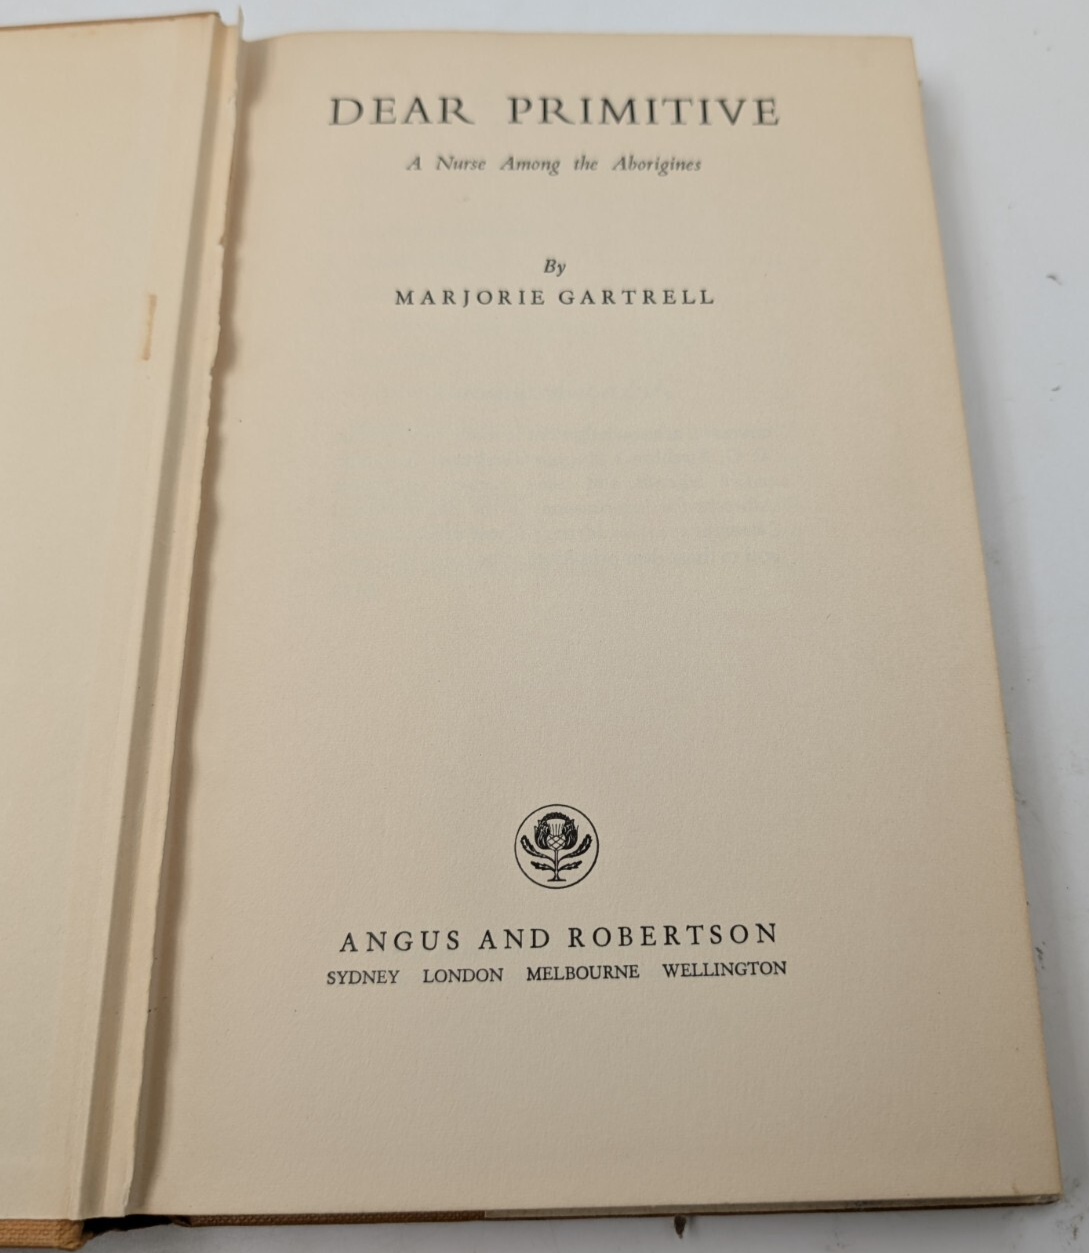 DEAR PRIMITIVE
A Nurse Among the Aborigines
By
MARJORIE GARTRELL
ANGUS AND ROBERTSON
SYDNEY LONDON MELBOURNE WELLINGTON